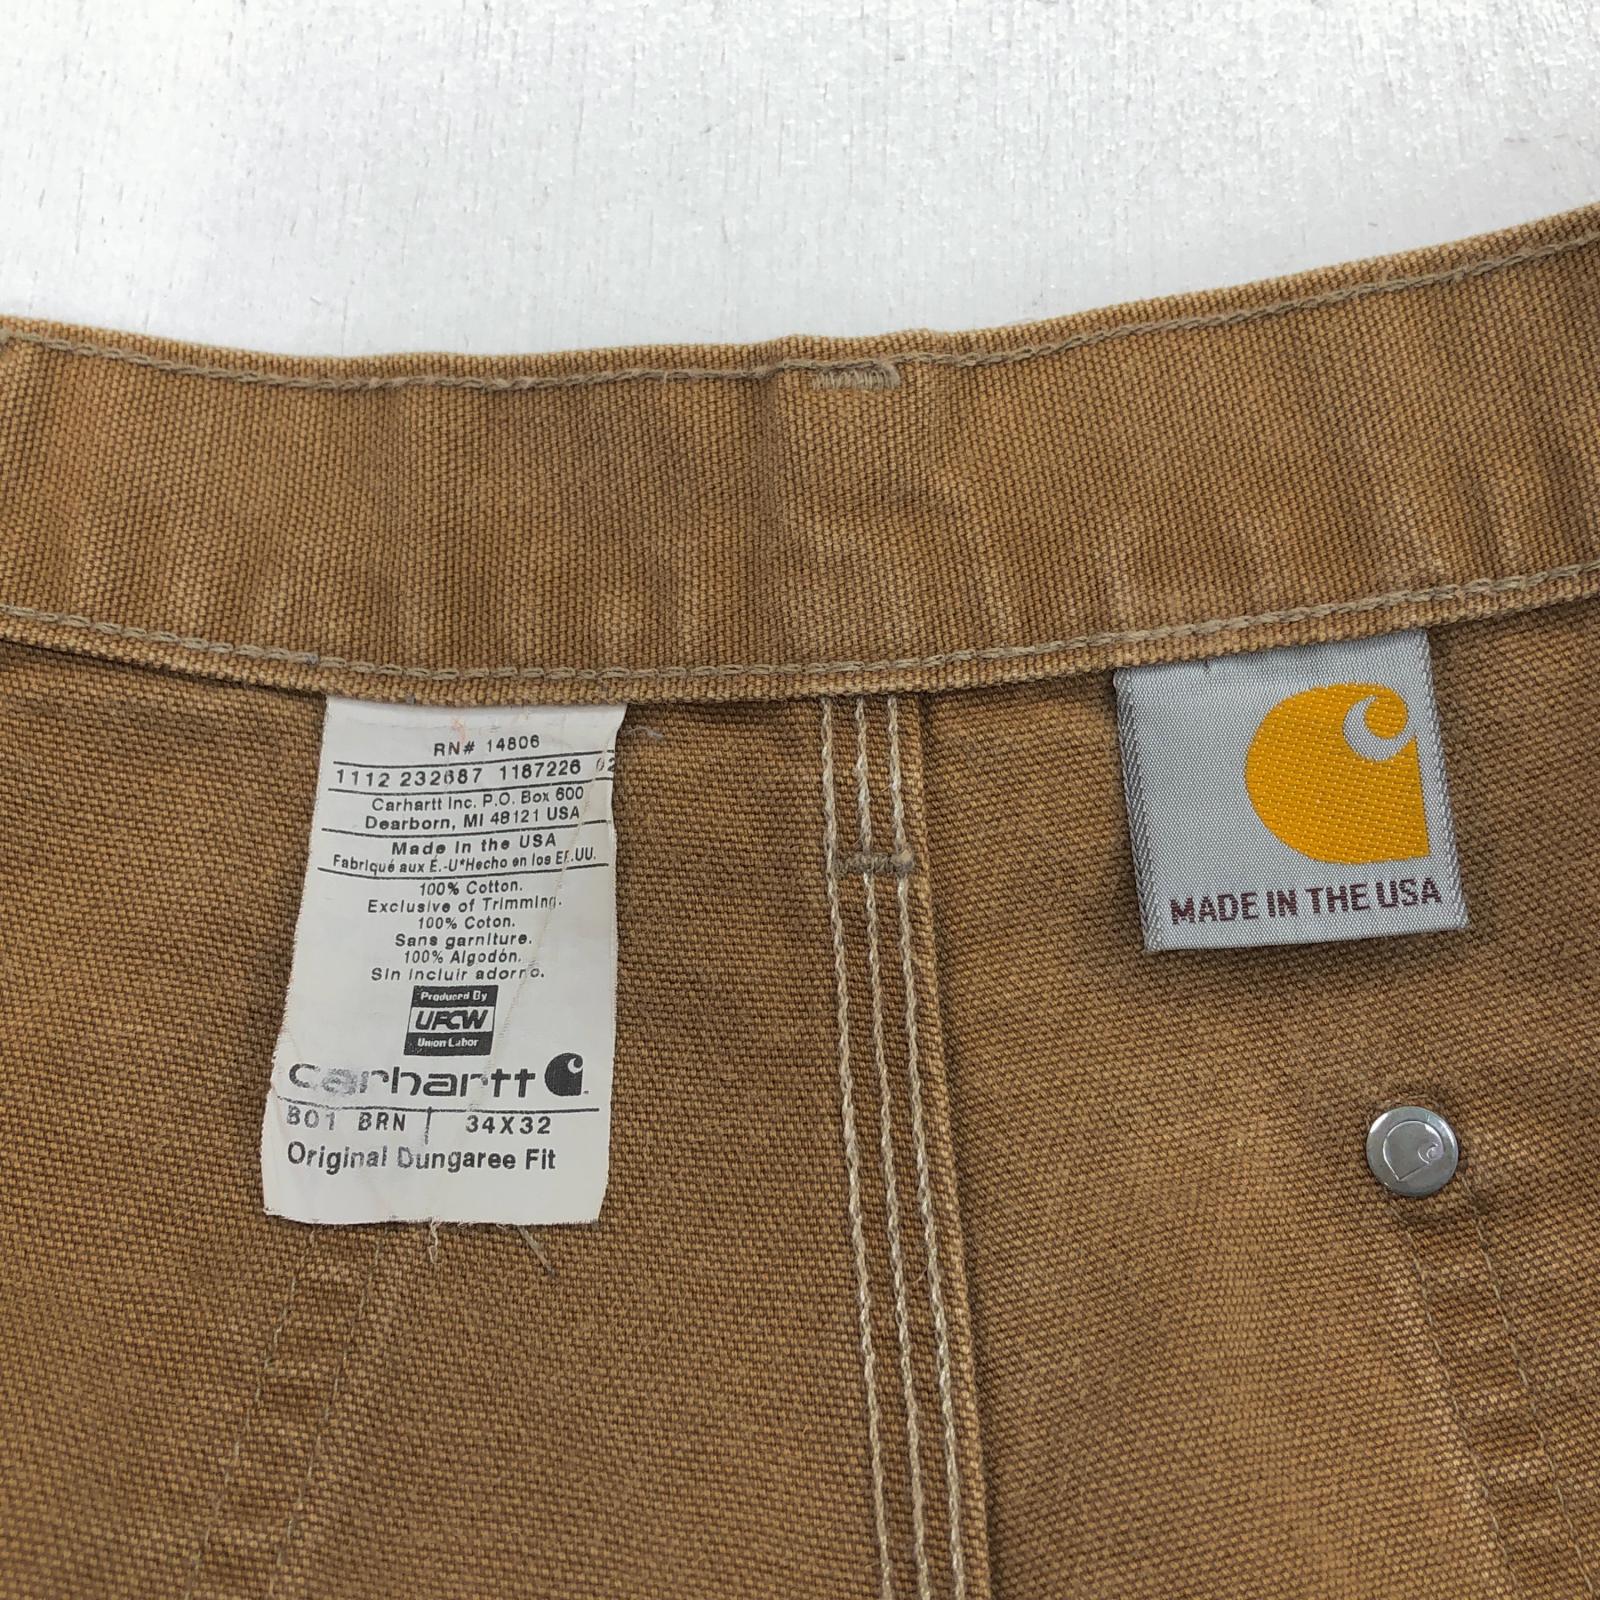 RN# 14806
1112 232687 1187226 02
Carhartt Inc. P.O. Box 600
Dearborn, MI 48121 USA
Made in the USA
Fabriqué aux É.-U*Hecho en los EE.UU.
100% Cotton.
Exclusive of Trimming.
100% Coton.
Sans garniture.
100% Algodón.
Sin incluir adorno.
Produced By
UFCW
Union Labor
carhartt
B01 BRN 34X32
Original Dungaree Fit
MADE IN THE USA